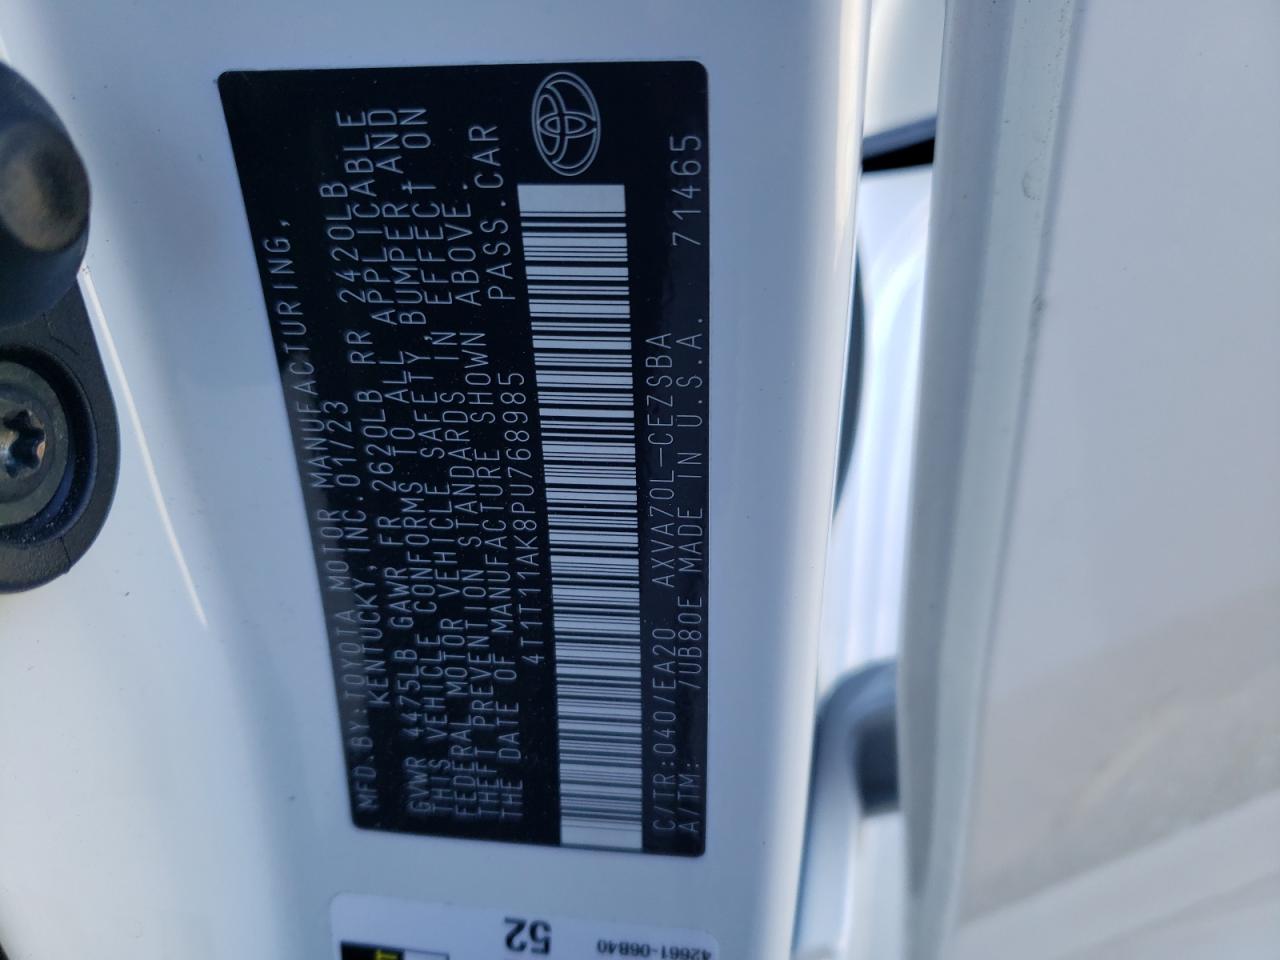 MFD.BY:TOYOTA MOTOR MANUFACTURING,
KENTUCKY, INC.01/23
GVWR 4475LB GAWR FR 2620LB RR 2420LB
THIS VEHICLE CONFORMS TO ALL APPLICABLE
FEDERAL MOTOR VEHICLE SAFETY,BUMPER,AND
THEFT PREVENTION STANDARDS IN EFFECT ON
THE DATE OF MANUFACTURE SHOWN ABOVE.
4T1T11AK8PU768985 PASS.CAR
C/TR:040/EA20 AXVA70L-CEZSBA 71465
A/TM: /UB80E MADE IN U.S.A.
52
42661-06B40